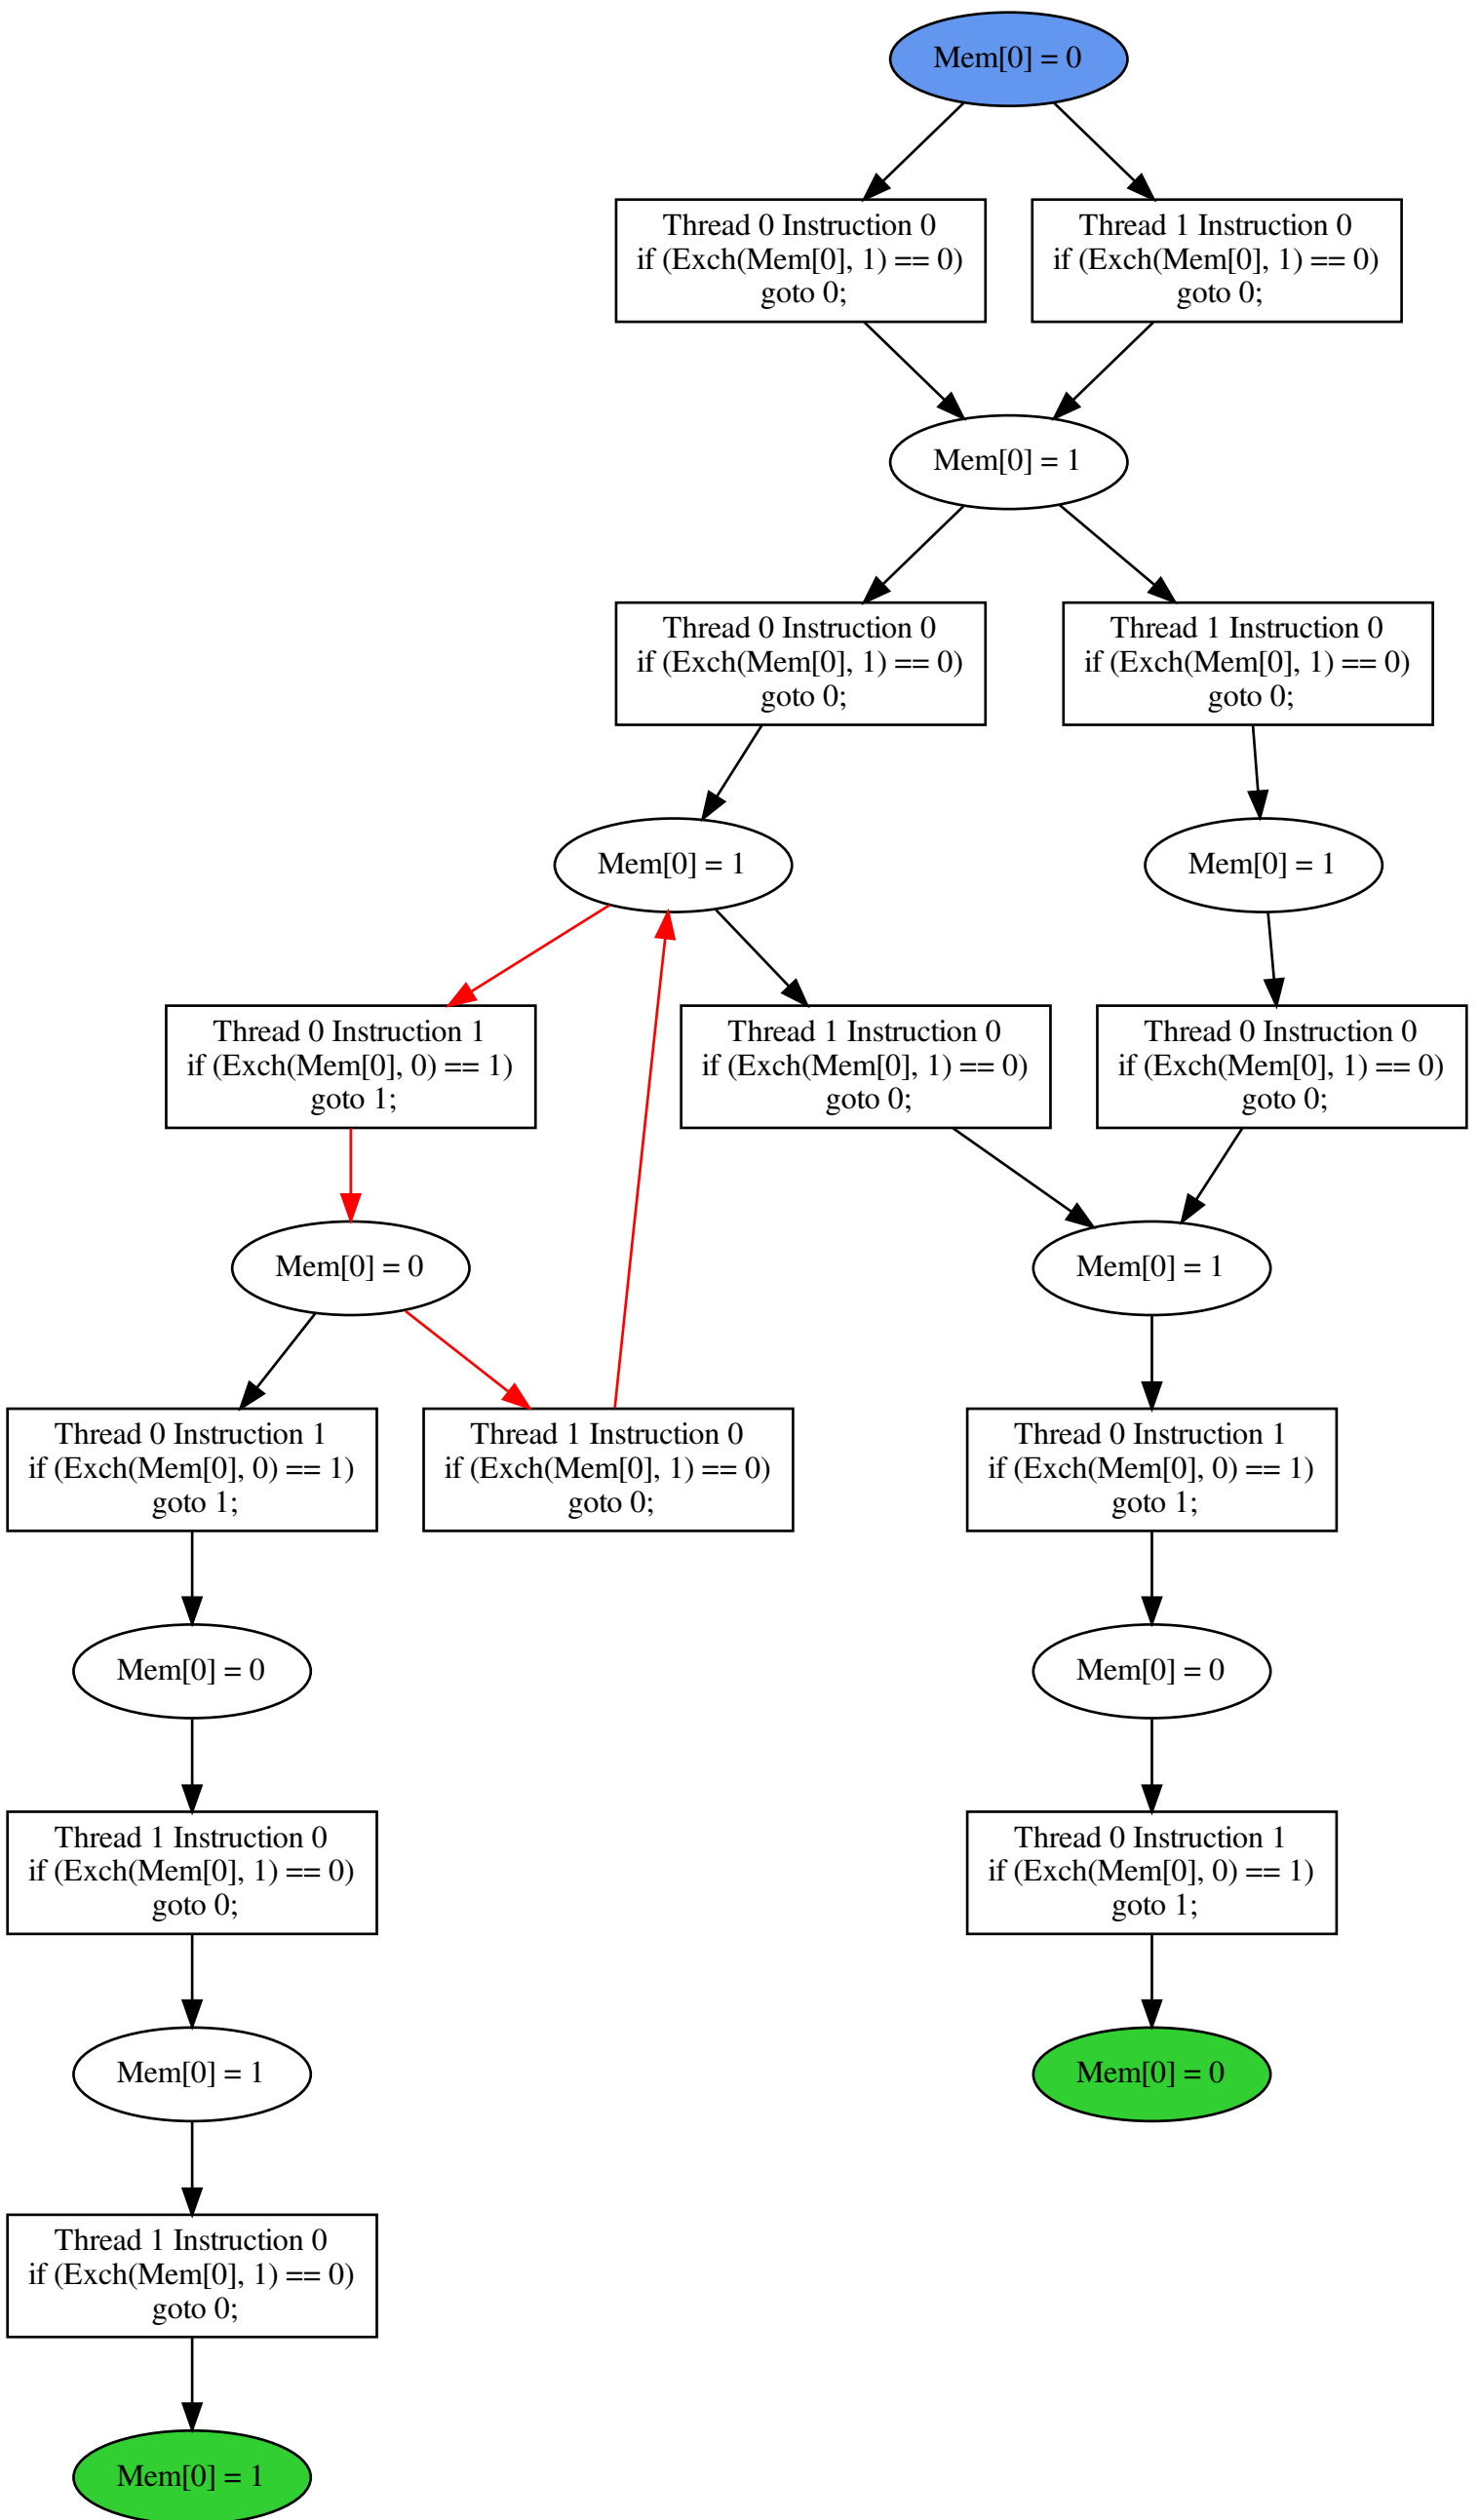 Mem[0] = 0
Thread 0 Instruction 0
if (Exch(Mem[0], 1) == 0)
goto 0;
Thread 1 Instruction 0
if (Exch(Mem[0], 1) == 0)
goto 0;
Mem[0] = 1
Thread 0 Instruction 0
if (Exch(Mem[0], 1) == 0)
goto 0;
Thread 1 Instruction 0
if (Exch(Mem[0], 1) == 0)
goto 0;
Mem[0] = 1
Mem[0] = 1
Thread 0 Instruction 1
if (Exch(Mem[0], 0) == 1)
goto 1;
Thread 1 Instruction 0
if (Exch(Mem[0], 1) == 0)
goto 0;
Thread 0 Instruction 0
if (Exch(Mem[0], 1) == 0)
goto 0;
Mem[0] = 0
Mem[0] = 1
Thread 0 Instruction 1
if (Exch(Mem[0], 0) == 1)
goto 1;
Thread 1 Instruction 0
if (Exch(Mem[0], 1) == 0)
goto 0;
Thread 0 Instruction 1
if (Exch(Mem[0], 0) == 1)
goto 1;
Mem[0] = 0
Mem[0] = 0
Thread 1 Instruction 0
if (Exch(Mem[0], 1) == 0)
goto 0;
Thread 0 Instruction 1
if (Exch(Mem[0], 0) == 1)
goto 1;
Mem[0] = 1
Mem[0] = 0
Thread 1 Instruction 0
if (Exch(Mem[0], 1) == 0)
goto 0;
Mem[0] = 1